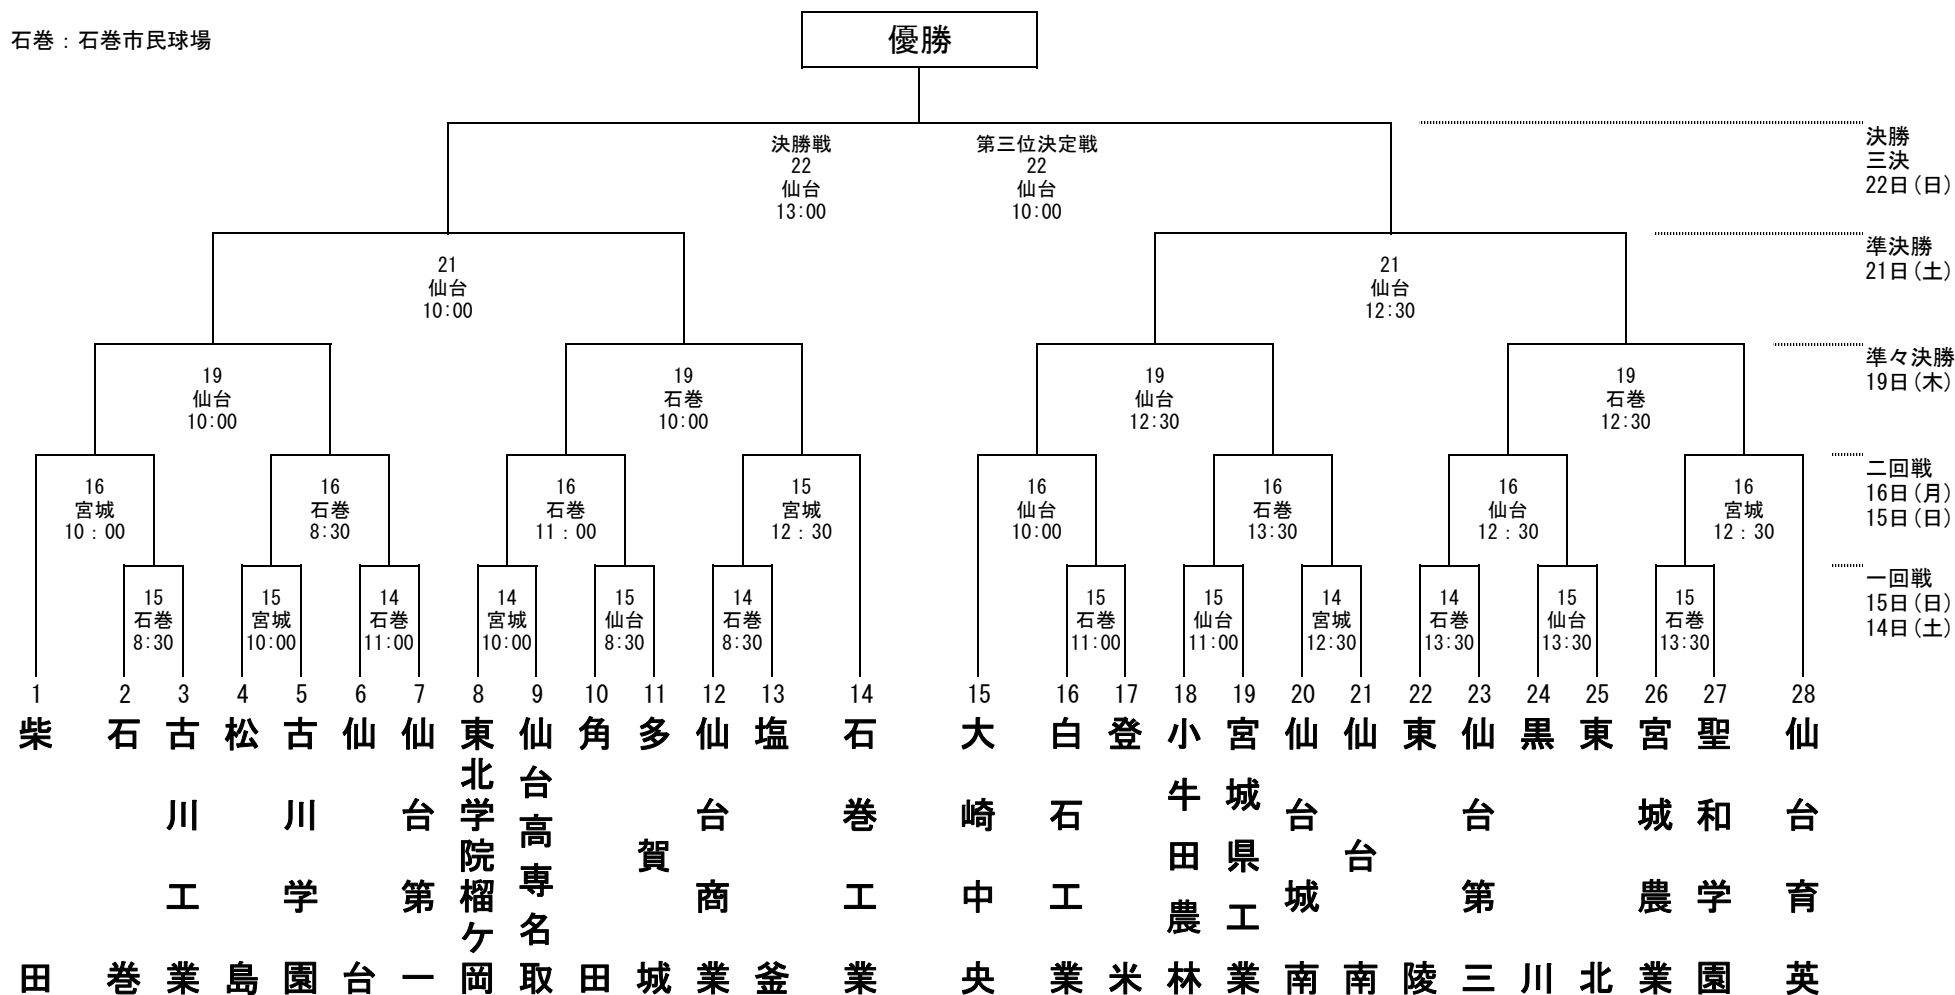 石巻：石巻市民球場
優勝
決勝戦
22
仙台
13:00
第三位決定戦
22
仙台
10:00
決勝
三決
22日(日)
21
仙台
10:00
21
仙台
12:30
準決勝
21日(土)
19
仙台
10:00
19
石巻
10:00
19
仙台
12:30
19
石巻
12:30
準々決勝
19日(木)
16
宮城
10：00
16
石巻
8:30
16
石巻
11：00
15
宮城
12：30
16
仙台
10:00
16
石巻
13:30
16
仙台
12：30
16
宮城
12：30
二回戦
16日(月)
15日(日)
15
石巻
8:30
15
宮城
10:00
14
石巻
11:00
14
宮城
10:00
15
仙台
8:30
14
石巻
8:30
15
石巻
11:00
15
仙台
11:00
14
宮城
12:30
14
石巻
13:30
15
仙台
13:30
15
石巻
13:30
一回戦
15日(日)
14日(土)
1
柴田
2
石巻
3
古川工業
4
松島
5
古川学園
6
仙台
7
仙台第一
8
東北学院榴ケ岡
9
仙台高専名取
10
角田
11
多賀城
12
仙台商業
13
塩釜
14
石巻工業
15
大崎中央
16
白石工業
17
登米
18
小牛田農林
19
宮城県工業
20
仙台城南
21
仙台南
22
東陵
23
仙台第三
24
黒川
25
東北
26
宮城農業
27
聖和学園
28
仙台育英